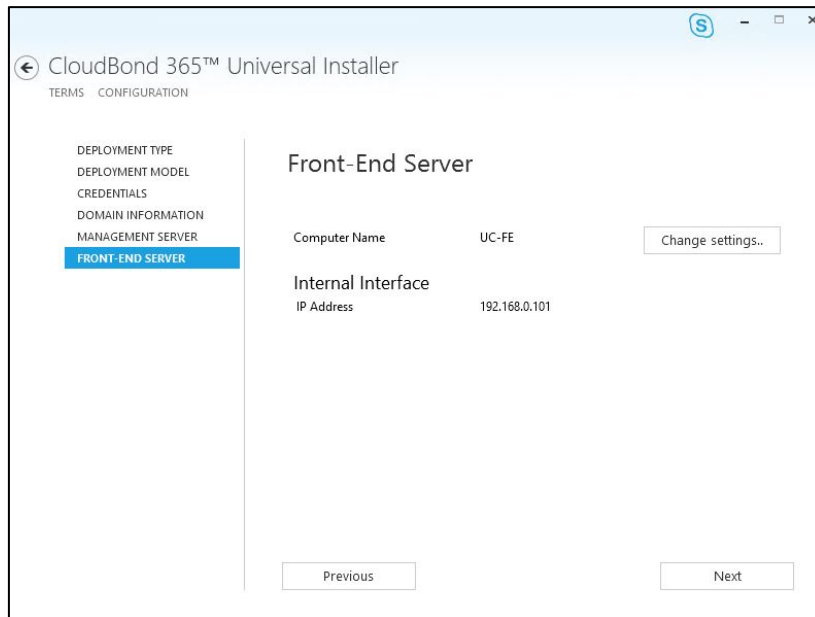 S
CloudBond 365™ Universal Installer
TERMS CONFIGURATION
DEPLOYMENT TYPE
DEPLOYMENT MODEL
CREDENTIALS
DOMAIN INFORMATION
MANAGEMENT SERVER
FRONT-END SERVER
Front-End Server
Computer Name UC-FE Change settings..
Internal Interface
IP Address 192.168.0.101
Previous Next